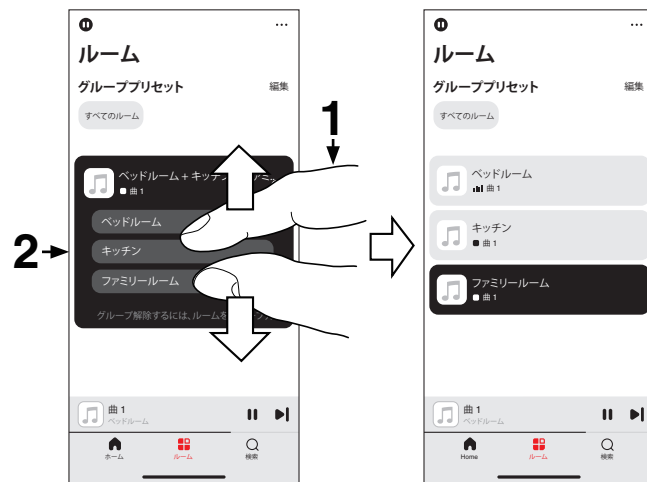 ルーム
グループプリセット 編集
すべてのルーム
1
ベッドルーム + キッチン
曲 1
ベッドルーム
キッチン
ファミリールーム
グループ解除するには、ルームを
2
曲 1
ベッドルーム
ホーム ルーム 検索
ルーム
グループプリセット 編集
すべてのルーム
ベッドルーム
曲 1
キッチン
曲 1
ファミリールーム
曲 1
曲 1
ベッドルーム
Home ルーム 検索